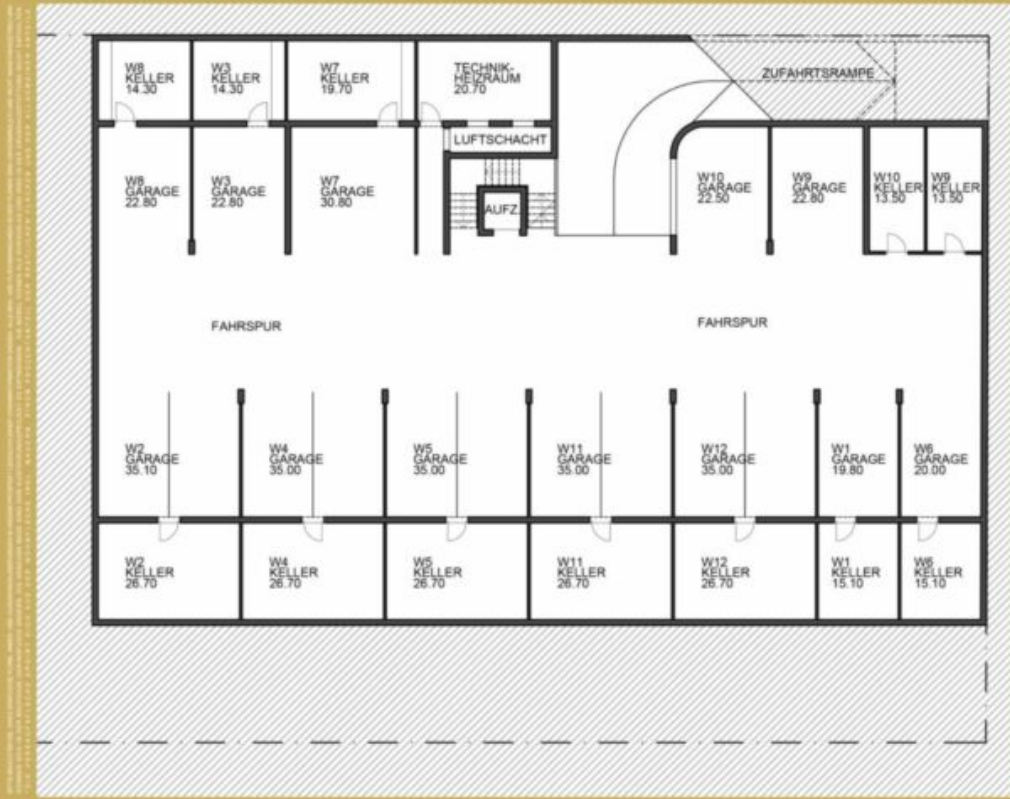 W8
KELLER
14.30
W3
KELLER
14.30
W7
KELLER
19.70
TECHNIK-
HEIZRAUM
20.70
ZUFAHRTSRAMPE
LUFTSCHACHT
W8
GARAGE
22.80
W3
GARAGE
22.80
W7
GARAGE
30.80
AUFZ.
W10
GARAGE
22.50
W9
GARAGE
22.80
W10
KELLER
13.50
W9
KELLER
13.50
FAHRSPUR
FAHRSPUR
W2
GARAGE
35.10
W4
GARAGE
35.00
W5
GARAGE
35.00
W11
GARAGE
35.00
W12
GARAGE
35.00
W1
GARAGE
19.80
W6
GARAGE
20.00
W2
KELLER
26.70
W4
KELLER
26.70
W5
KELLER
26.70
W11
KELLER
26.70
W12
KELLER
26.70
W1
KELLER
15.10
W6
KELLER
15.10